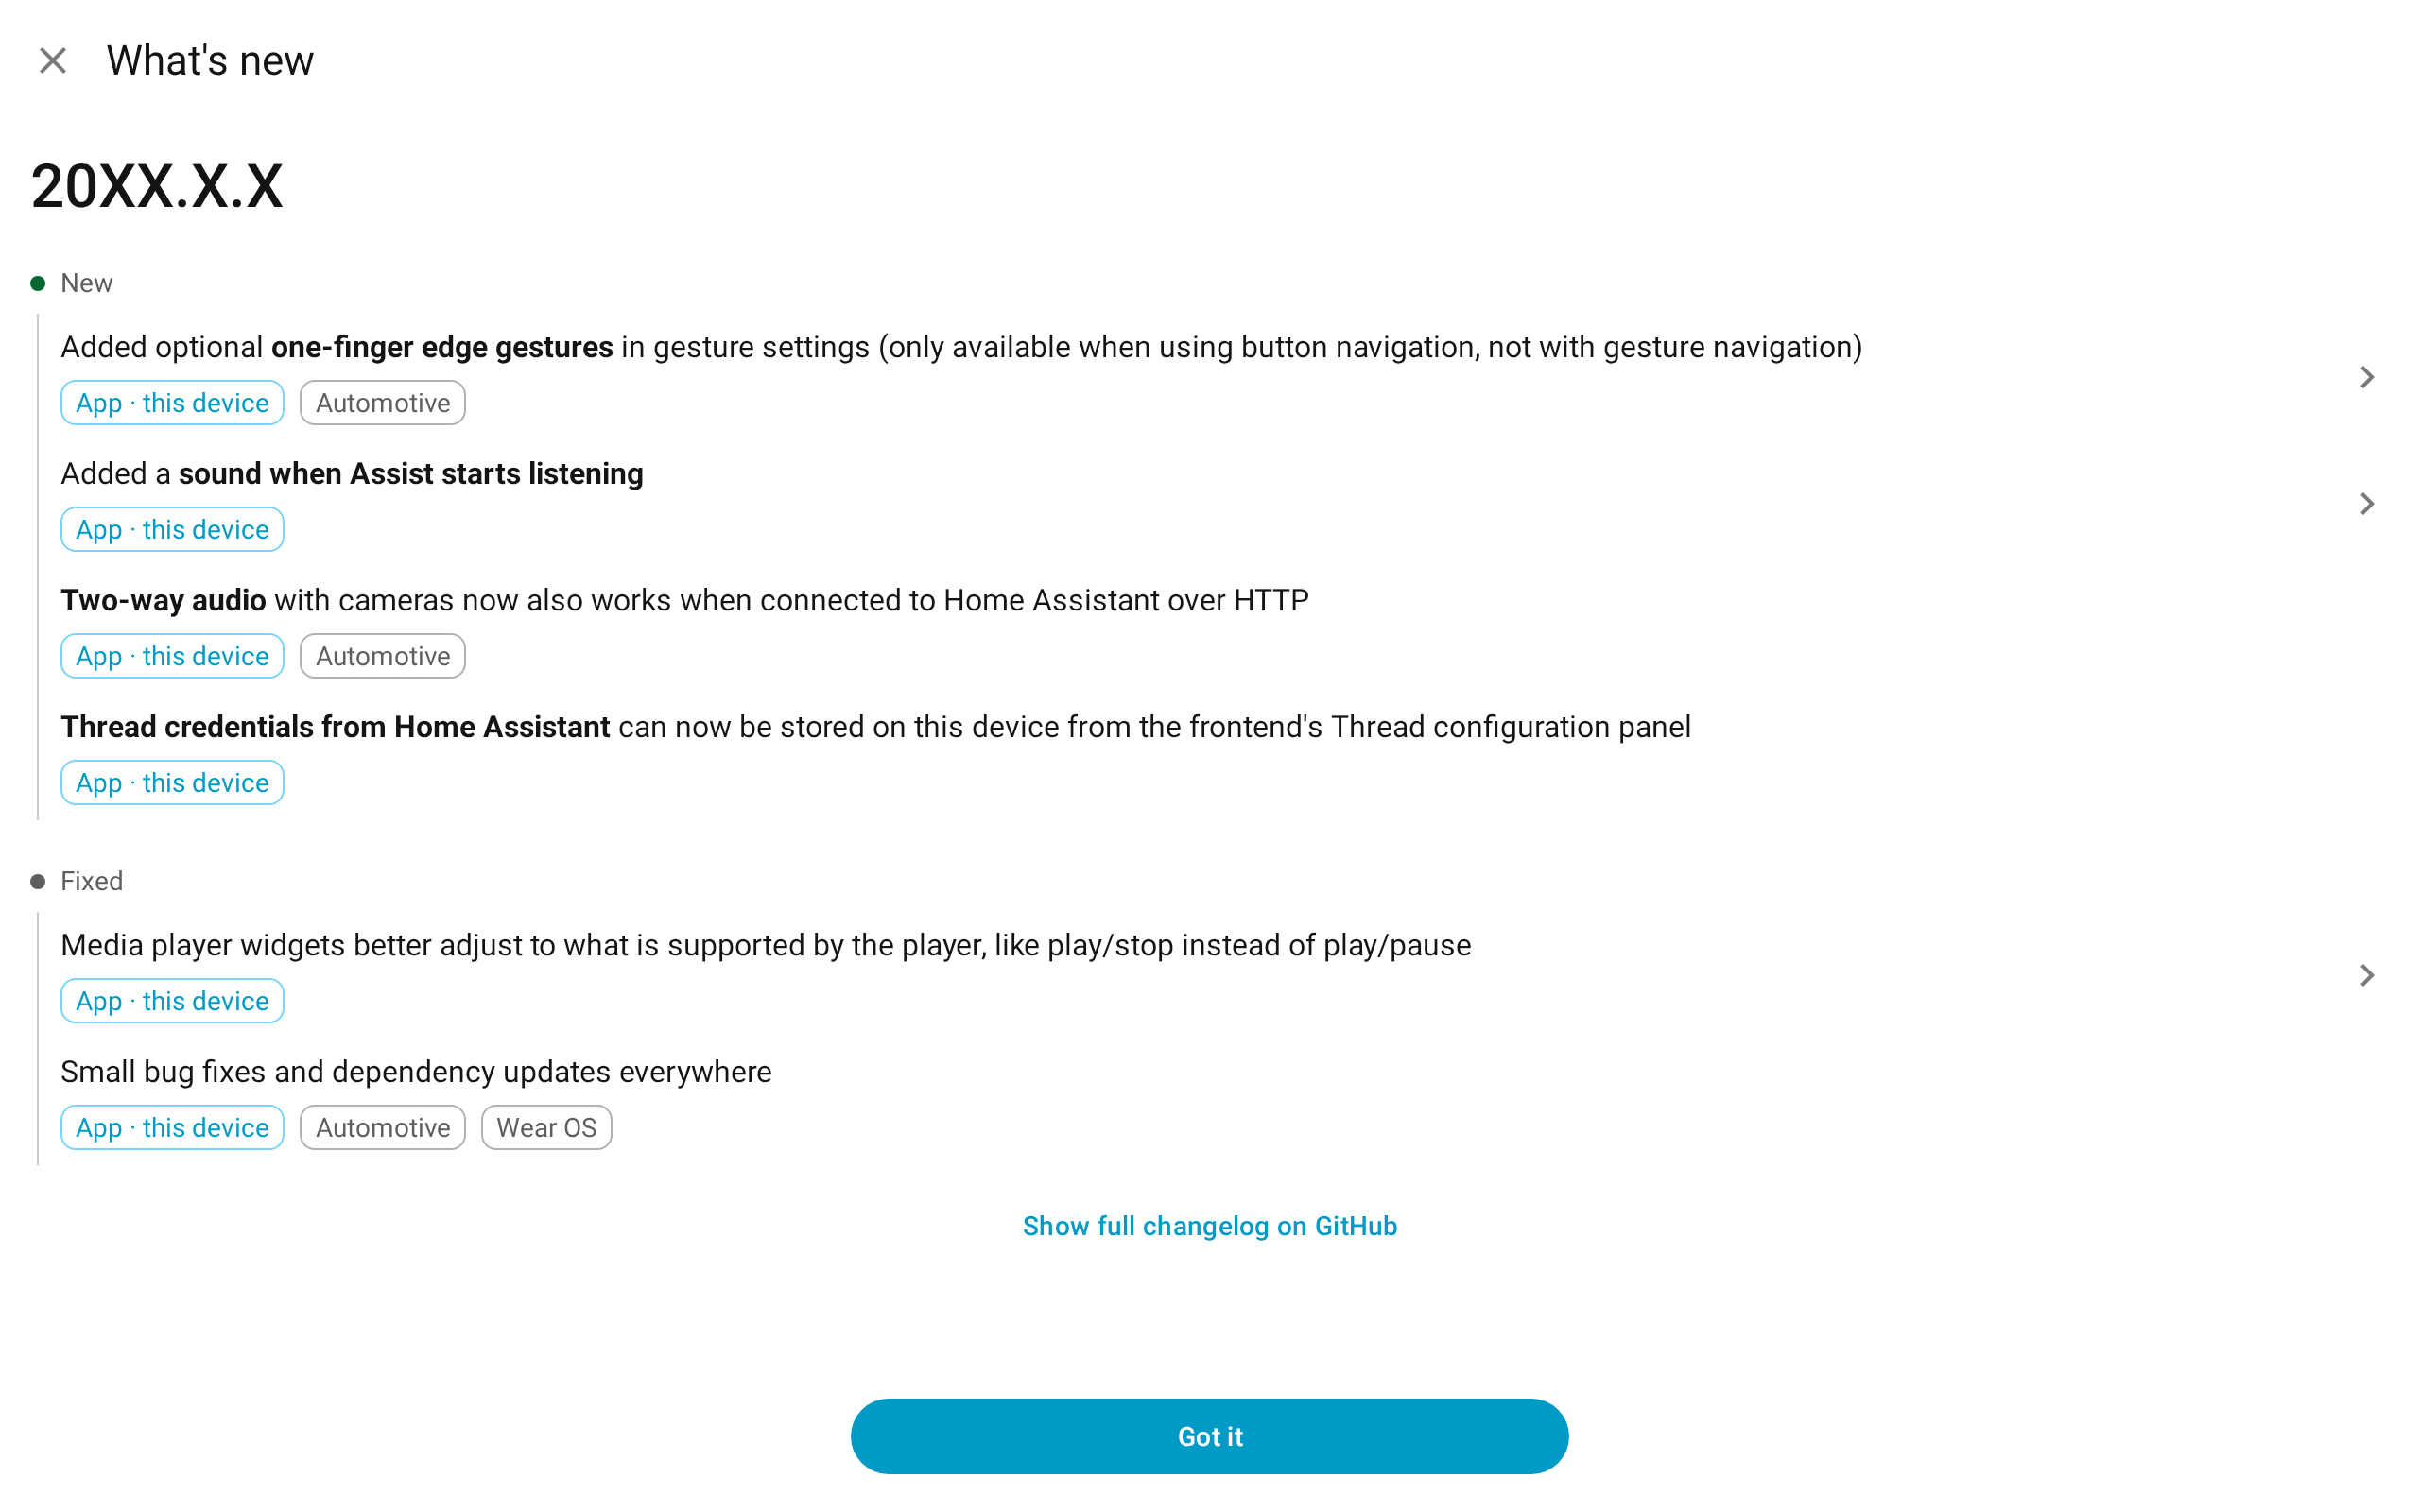 What's new
20XX.X.X
New
Added optional one-finger edge gestures in gesture settings (only available when using button navigation, not with gesture navigation)
App · this device Automotive
Added a sound when Assist starts listening
App · this device
Two-way audio with cameras now also works when connected to Home Assistant over HTTP
App · this device Automotive
Thread credentials from Home Assistant can now be stored on this device from the frontend's Thread configuration panel
App · this device
Fixed
Media player widgets better adjust to what is supported by the player, like play/stop instead of play/pause
App · this device
Small bug fixes and dependency updates everywhere
App · this device Automotive Wear OS
Show full changelog on GitHub
Got it